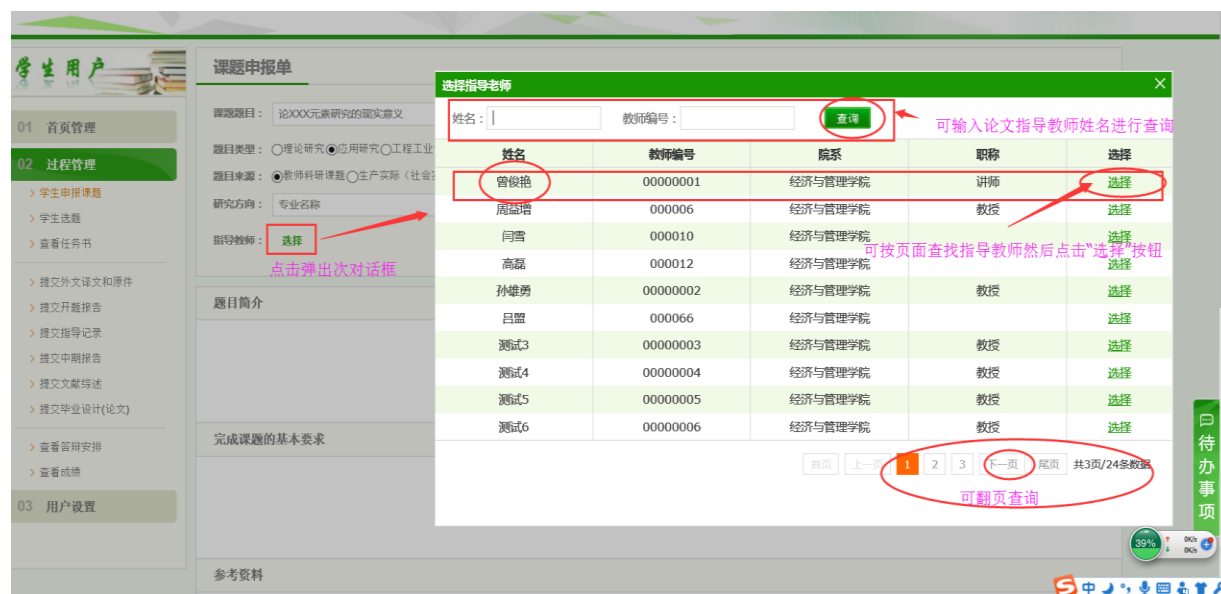 学生用户
01 首页管理
02 过程管理
> 学生申报课题
> 学生选题
> 查看任务书
> 提交外文译文和原件
> 提交开题报告
> 提交指导记录
> 提交中期报告
> 提交文献综述
> 提交毕业设计(论文)
> 查看答辩安排
> 查看成绩
03 用户设置
课题申报单
课题题目： 论XXX元素研究的现实意义
题目类型： 理论研究 应用研究 工程工业
题目来源： 教师科研课题 生产实际（社会
研究方向： 专业名称
指导教师： 选择
点击弹出次对话框
题目简介
完成课题的基本要求
参考资料
选择指导老师 ×
姓名： 教师编号： 查询
可输入论文指导教师姓名进行查询
姓名 教师编号 院系 职称 选择
曾俊艳 00000001 经济与管理学院 讲师 选择
周益增 000006 经济与管理学院 教授 选择
闫雪 000010 经济与管理学院
可按页面查找指导教师然后点击“选择”按钮
高磊 000012 经济与管理学院 选择
孙雄勇 00000002 经济与管理学院 教授 选择
吕盟 000066 经济与管理学院 选择
测试3 00000003 经济与管理学院 教授 选择
测试4 00000004 经济与管理学院 教授 选择
测试5 00000005 经济与管理学院 教授 选择
测试6 00000006 经济与管理学院 教授 选择
首页 上一页 1 2 3 下一页 尾页 共3页/24条数据
可翻页查询
待办事项
39% 0K/s
0K/s
中